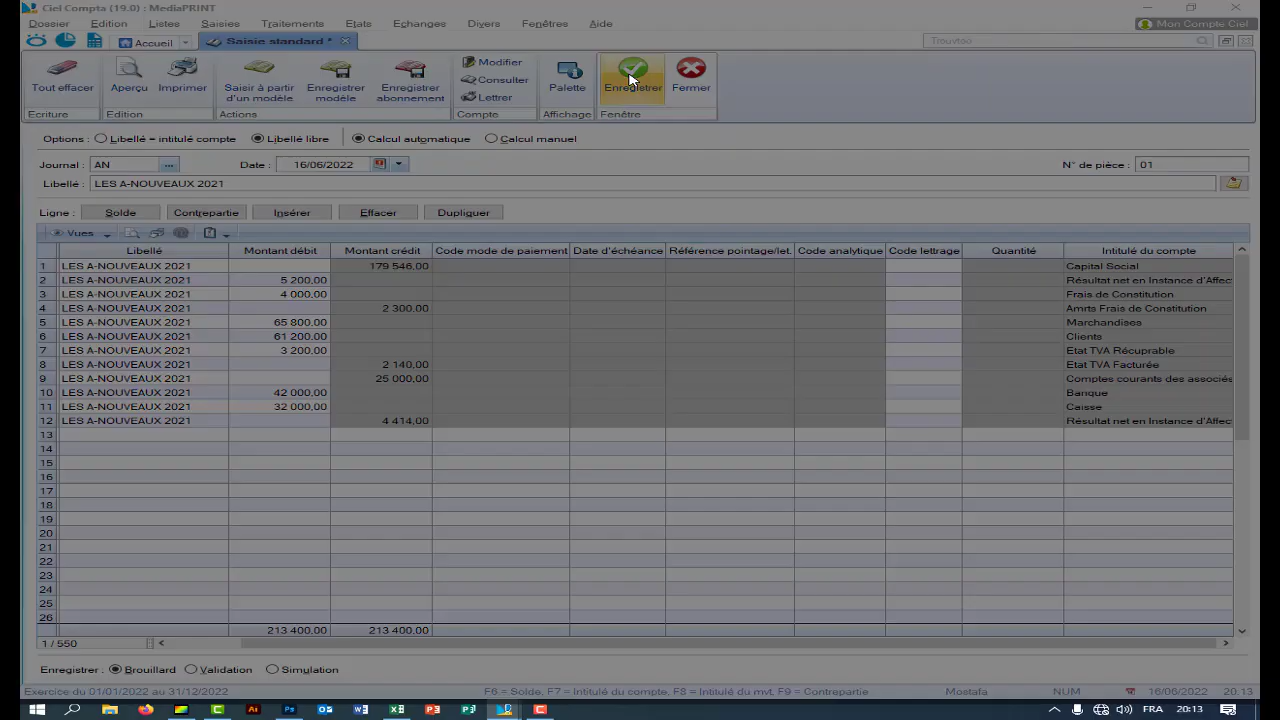 Ciel Compta (19.0) : MediaPRINT
Dossier Edition Listes Saisies Traitements Etats Echanges Divers Fenêtres Aide
Mon Compte Ciel
Accueil Saisie standard *
Tout effacer Aperçu Imprimer Saisir à partir d'un modèle Enregistrer modèle Enregistrer abonnement Modifier Consulter Lettrer Palette Enregistrer Fermer
Ecriture Edition Actions Compte Affichage Fenêtre
Options : Libellé = intitulé compte Libellé libre Calcul automatique Calcul manuel
Journal : AN ... Date : 16/06/2022 N° de pièce : 01
Libellé : LES A-NOUVEAUX 2021
Ligne : Solde Contrepartie Insérer Effacer Dupliquer
Vues
Libellé Montant débit Montant crédit Code mode de paiement Date d'échéance Référence pointage/let. Code analytique Code lettrage Quantité Intitulé du compte
1 LES A-NOUVEAUX 2021 179 546,00 Capital Social
2 LES A-NOUVEAUX 2021 5 200,00 Résultat net en Instance d'Affec
3 LES A-NOUVEAUX 2021 4 000,00 Frais de Constitution
4 LES A-NOUVEAUX 2021 2 300,00 Amrts Frais de Constitution
5 LES A-NOUVEAUX 2021 65 800,00 Marchandises
6 LES A-NOUVEAUX 2021 61 200,00 Clients
7 LES A-NOUVEAUX 2021 3 200,00 Etat TVA Récuprable
8 LES A-NOUVEAUX 2021 2 140,00 Etat TVA Facturée
9 LES A-NOUVEAUX 2021 25 000,00 Comptes courants des associés
10 LES A-NOUVEAUX 2021 42 000,00 Banque
11 LES A-NOUVEAUX 2021 32 000,00 Caisse
12 LES A-NOUVEAUX 2021 4 414,00 Résultat net en Instance d'Affec
13
14
15
16
17
18
19
20
21
22
23
24
25
26
213 400,00 213 400,00
1 / 550
Enregistrer : Brouillard Validation Simulation
Exercice du 01/01/2022 au 31/12/2022 F6 = Solde, F7 = Intitulé du compte, F8 = Intitulé du mvt, F9 = Contrepartie Mostafa NUM 16/06/2022 20:13
FRA 20:13